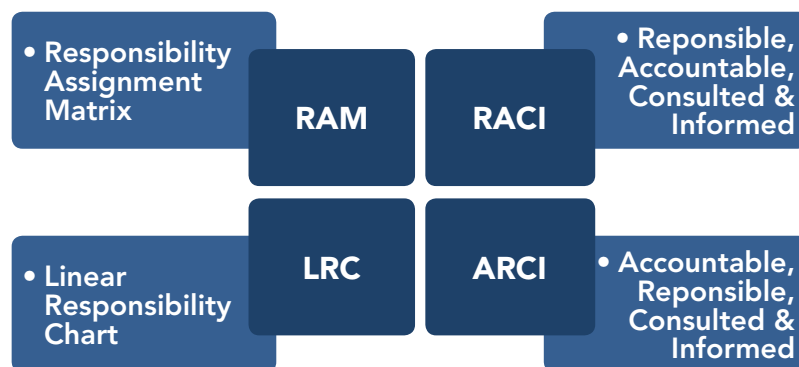 • Responsibility
Assignment
Matrix
RAM
RACI
• Reponsible,
Accountable,
Consulted &
Informed
• Linear
Responsibility
Chart
LRC
ARCI
• Accountable,
Reponsible,
Consulted &
Informed